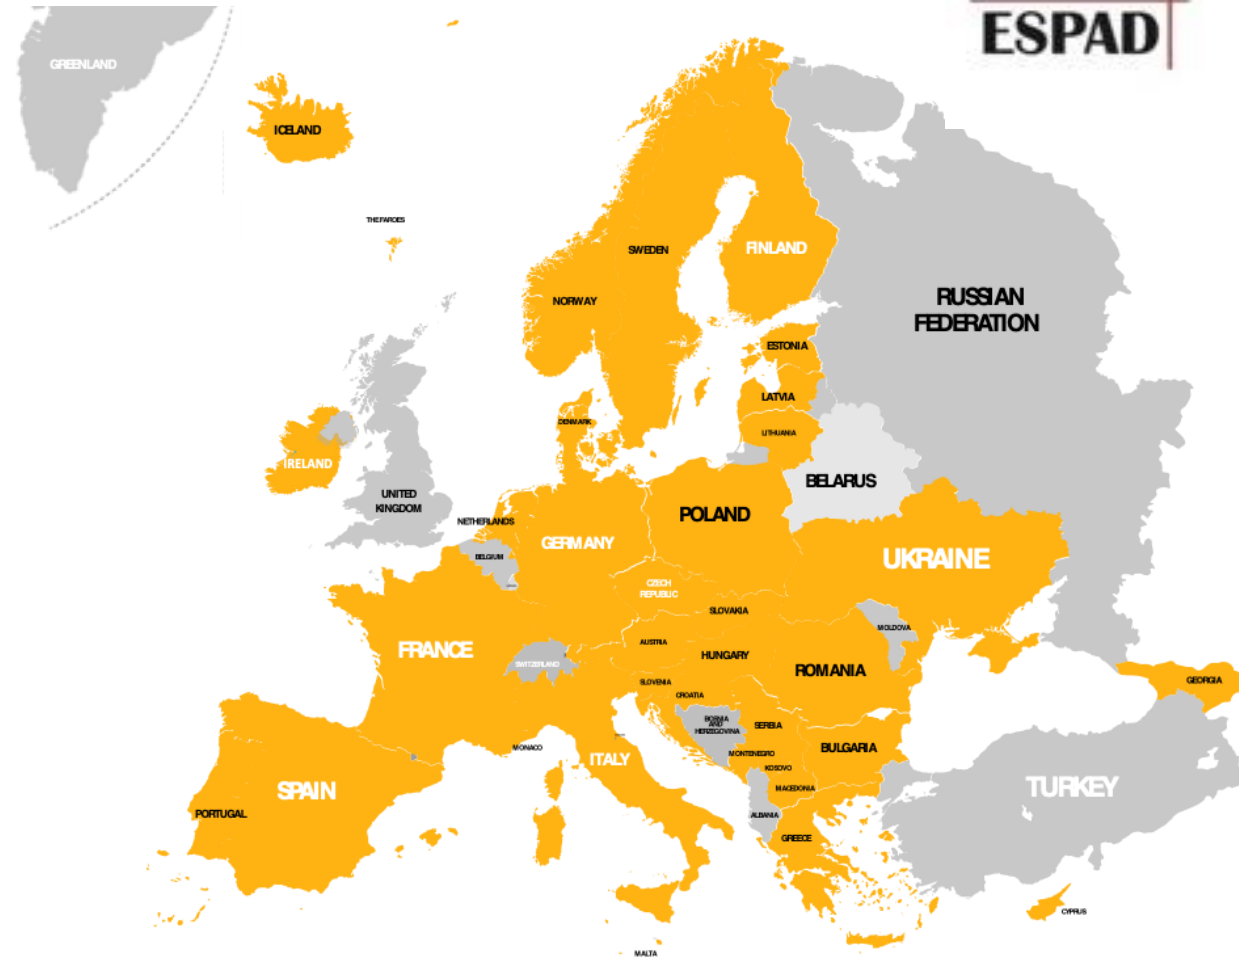 ESPAD
GREENLAND
ICELAND
THE FAROES
SWEDEN
FINLAND
NORWAY
RUSSIAN
FEDERATION
ESTONIA
LATVIA
DENMARK
LITHUANIA
IRELAND
BELARUS
UNITED
KINGDOM
POLAND
NETHERLANDS
GERMANY
BELGIUM
UKRAINE
CZECH
REPUBLIC
SLOVAKIA
MOLDOVA
AUSTRIA
FRANCE
HUNGARY
SWITZERLAND
ROMANIA
GEORGIA
SLOVENIA
CROATIA
BOSNIA
AND
HERZEGOVINA
SERBIA
MONACO
BULGARIA
MONTENEGRO
ITALY
KOSOVO
TURKEY
SPAIN
MACEDONIA
PORTUGAL
ALBANIA
GREECE
CYPRUS
MALTA